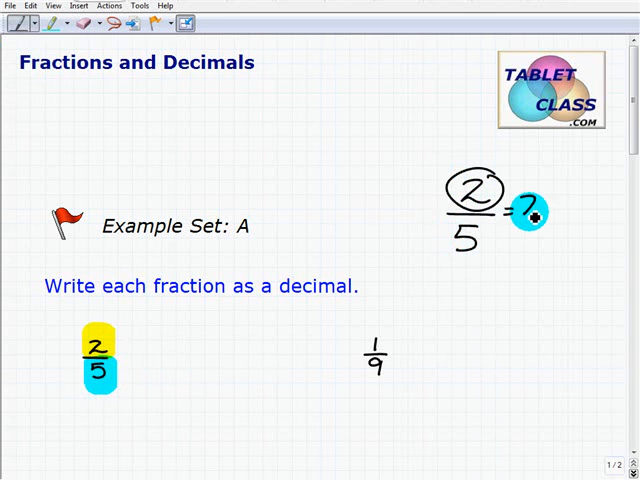 File Edit View Insert Actions Tools
Fractions and Decimals
TABLET
CLASS
.COM
2
5
=
Example Set: A
Write each fraction as a decimal.
2
5
1
9
1/2